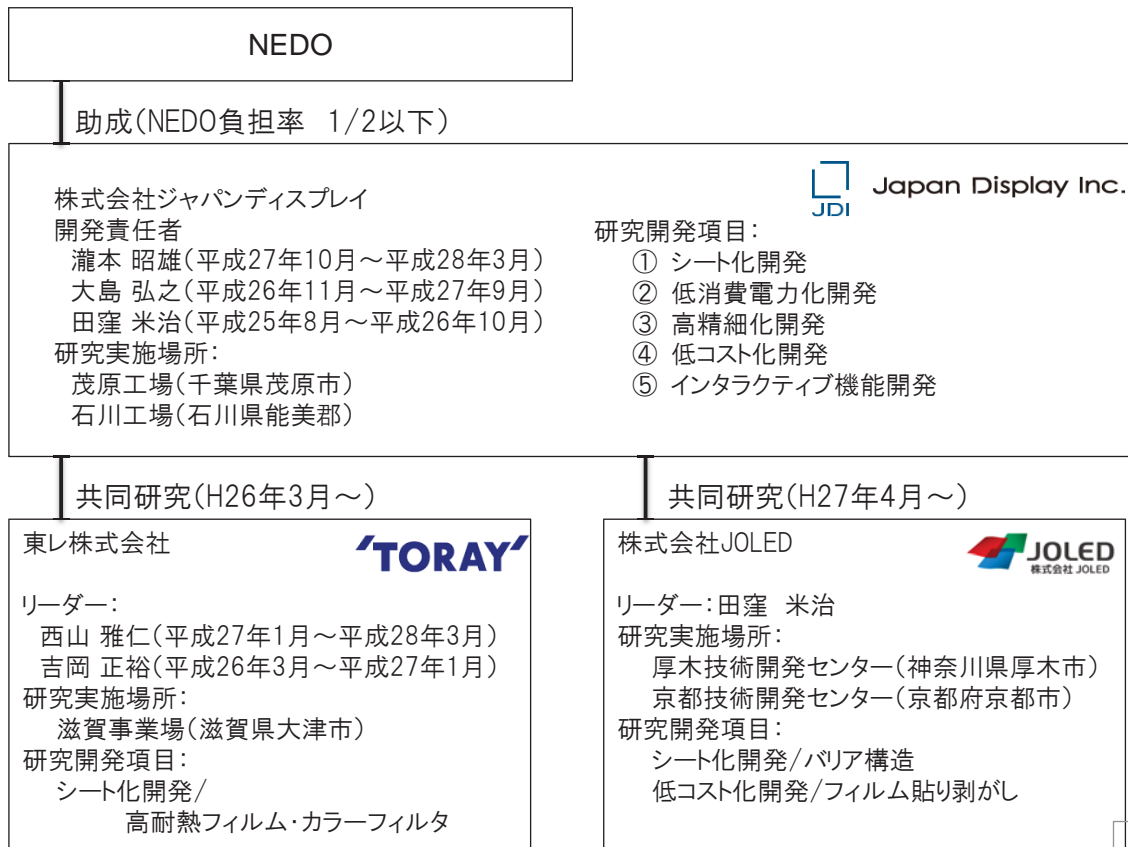 NEDO
助成(NEDO負担率 1/2以下)
株式会社ジャパンディスプレイ
開発責任者
瀧本 昭雄(平成27年10月～平成28年3月)
大島 弘之(平成26年11月～平成27年9月)
田窪 米治(平成25年8月～平成26年10月)
研究実施場所:
茂原工場(千葉県茂原市)
石川工場(石川県能美郡)
JDI
Japan Display Inc.
研究開発項目:
① シート化開発
② 低消費電力化開発
③ 高精細化開発
④ 低コスト化開発
⑤ インタラクティブ機能開発
共同研究(H26年3月～)
東レ株式会社
'TORAY'
リーダー:
西山 雅仁(平成27年1月～平成28年3月)
吉岡 正裕(平成26年3月～平成27年1月)
研究実施場所:
滋賀事業場(滋賀県大津市)
研究開発項目:
シート化開発/
高耐熱フィルム・カラーフィルタ
共同研究(H27年4月～)
株式会社JOLED
JOLED
株式会社 JOLED
リーダー:田窪 米治
研究実施場所:
厚木技術開発センター(神奈川県厚木市)
京都技術開発センター(京都府京都市)
研究開発項目:
シート化開発/バリア構造
低コスト化開発/フィルム貼り剥がし